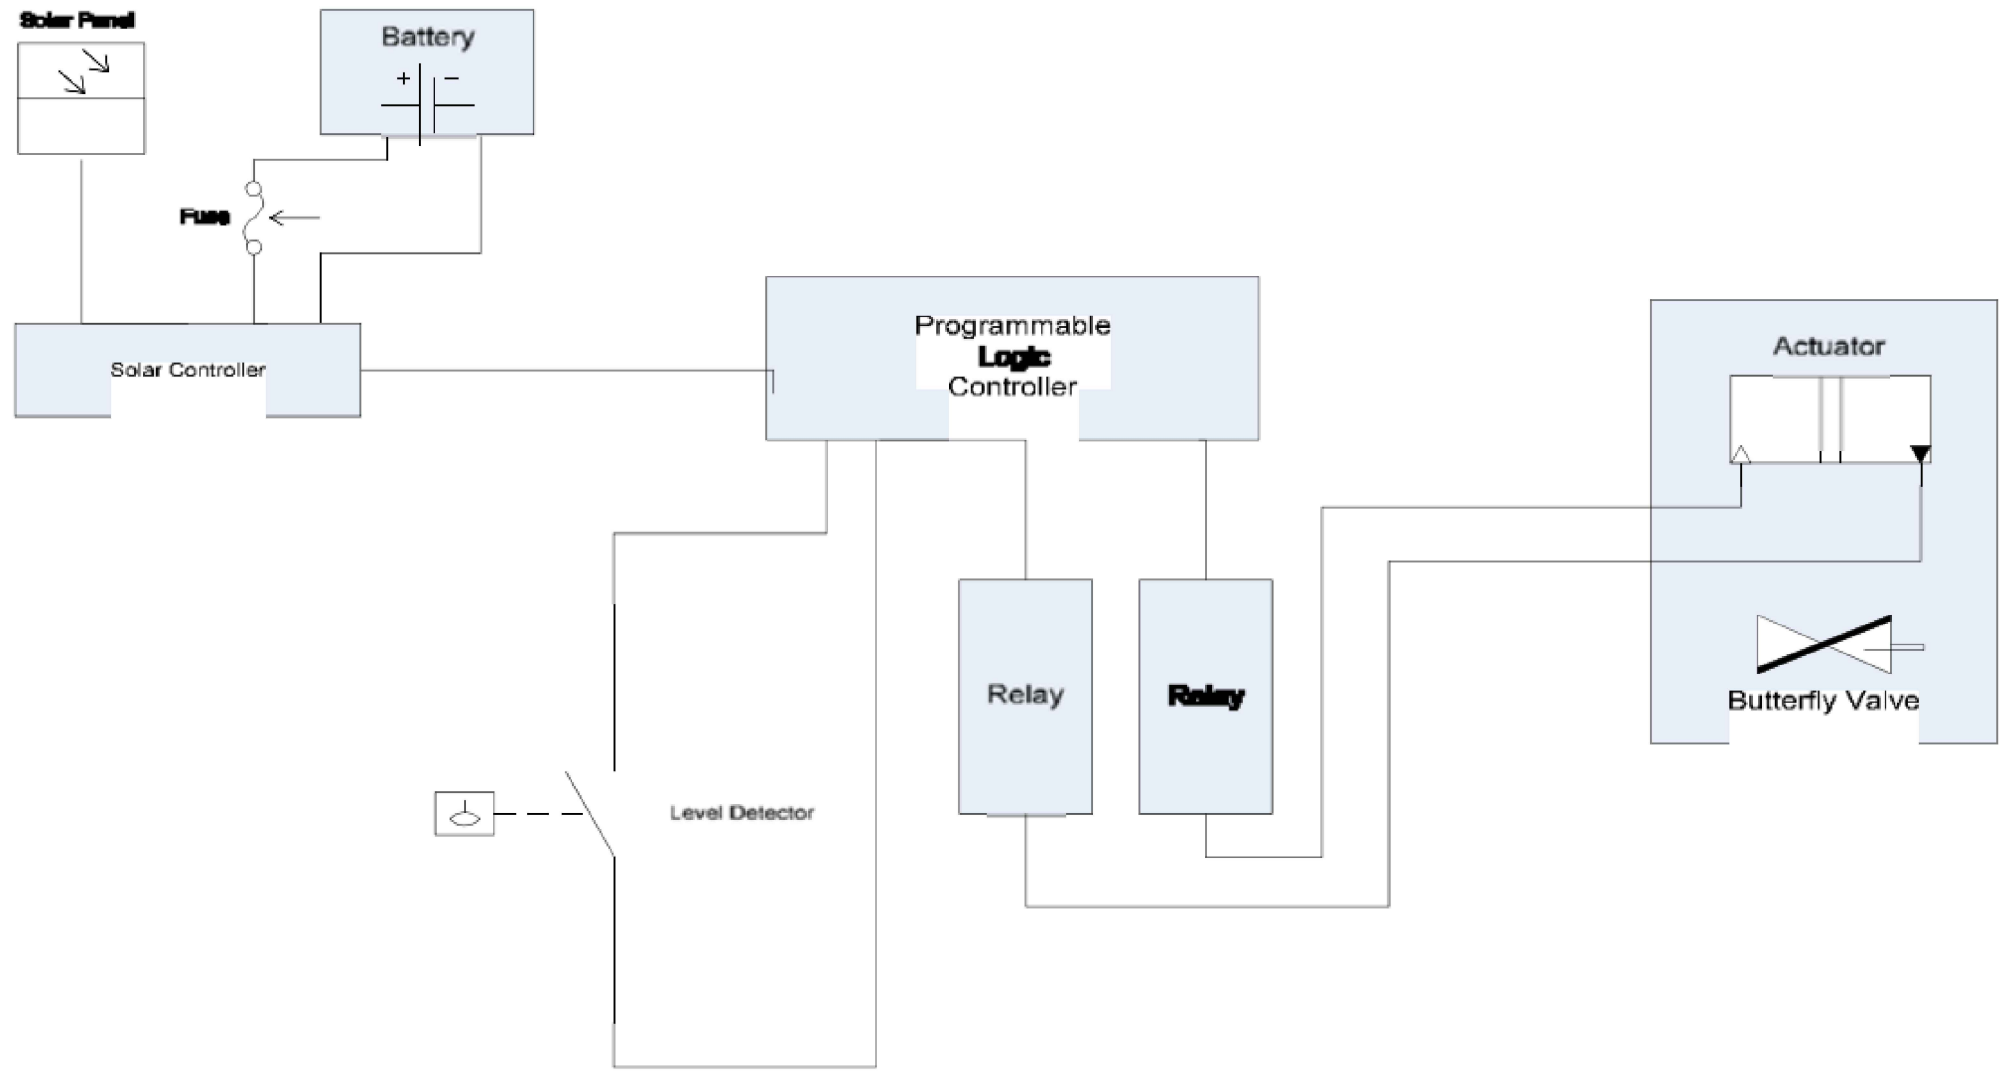 Solar Panel
Battery
+ −
Fuse
Solar Controller
Programmable
Logic
Controller
Actuator
Relay
Relay
Butterfly Valve
Level Detector